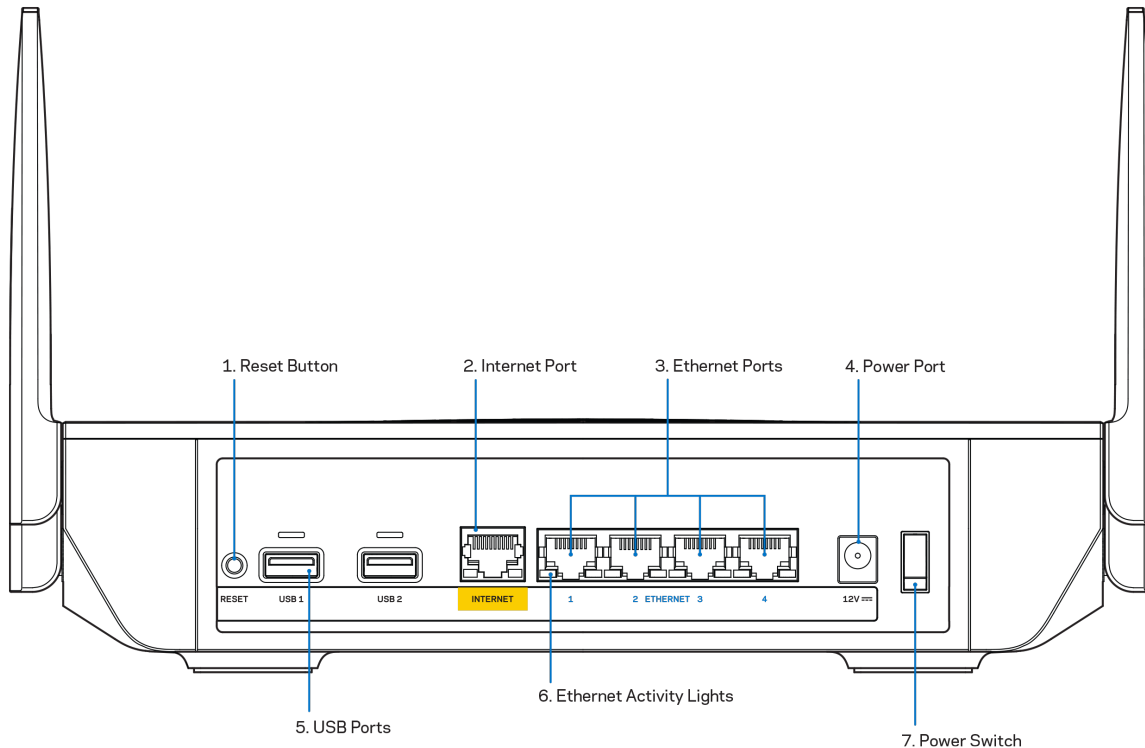 1. Reset Button
2. Internet Port
3. Ethernet Ports
4. Power Port
RESET
USB 1
USB 2
INTERNET
1
2 ETHERNET 3
4
12V ⎓
6. Ethernet Activity Lights
5. USB Ports
7. Power Switch